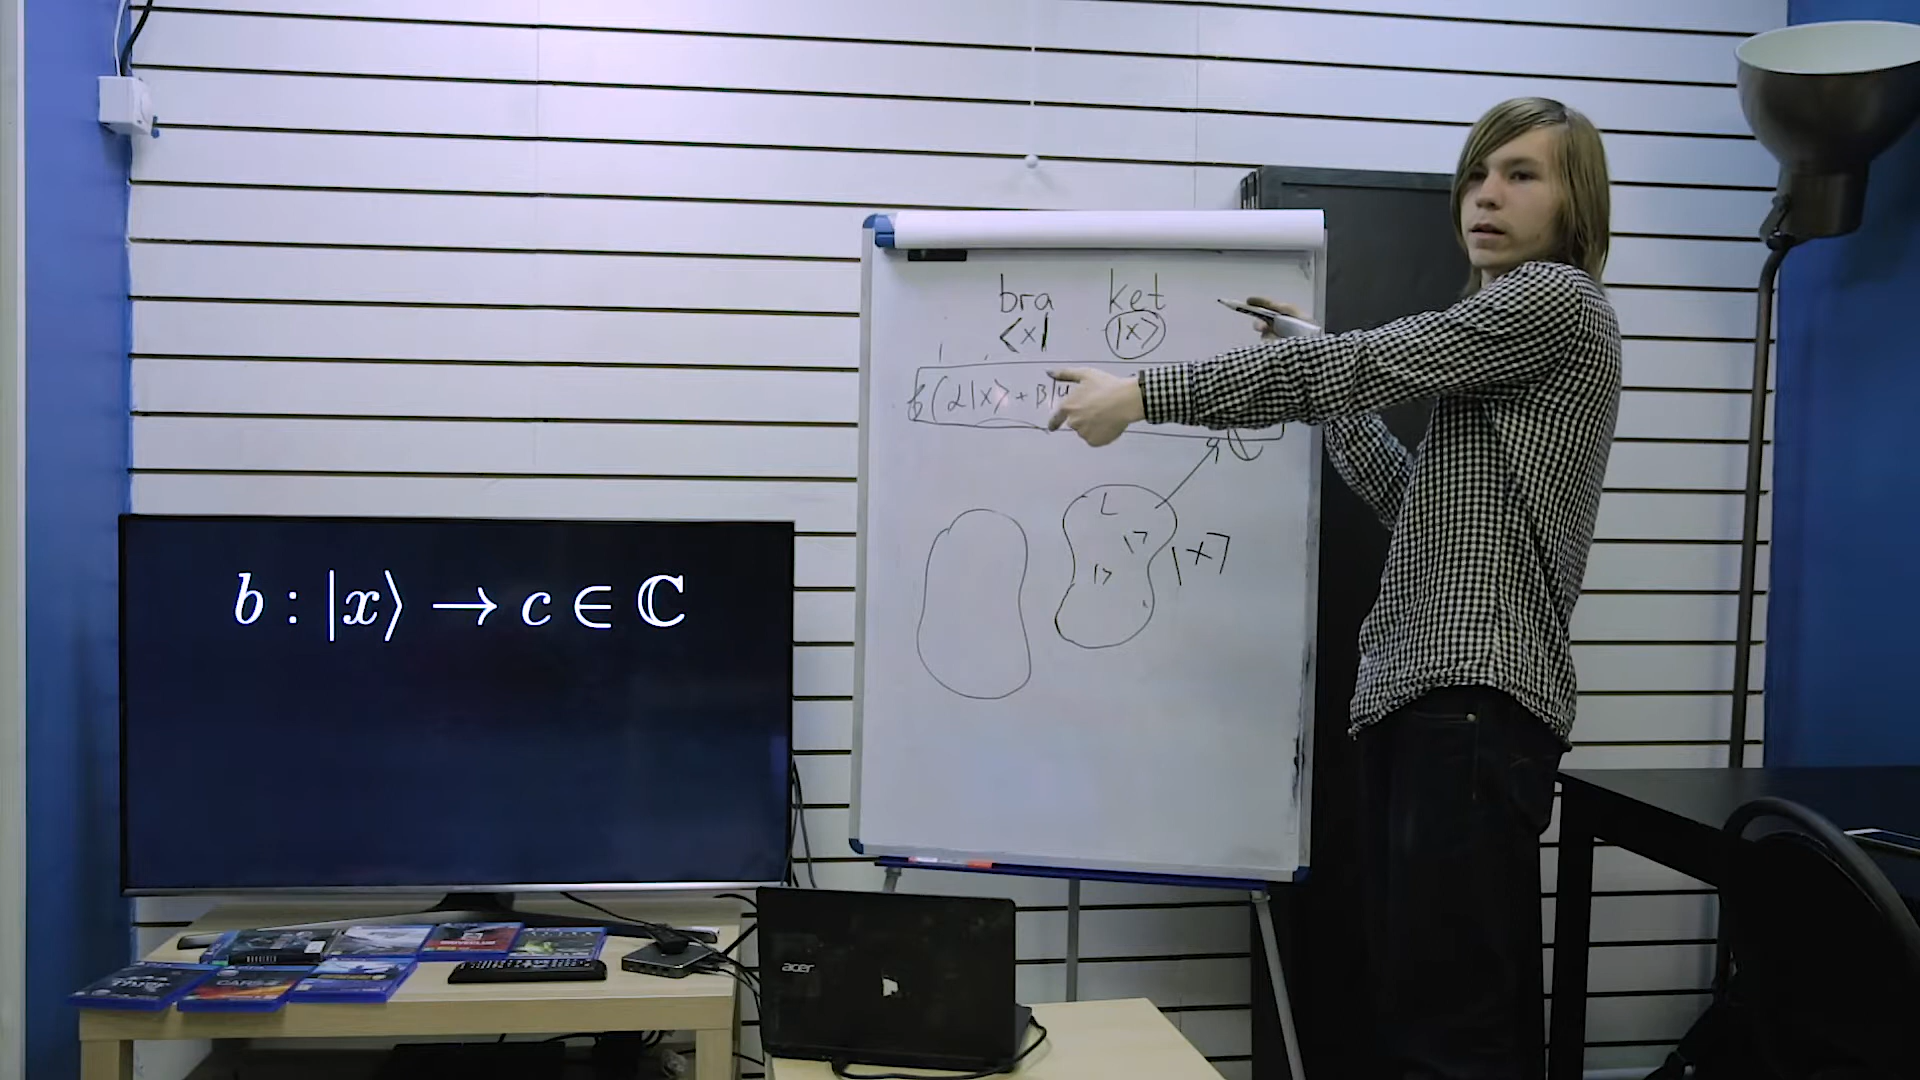 bra ket
⟨x| |x⟩
b(α|x⟩ + β|
L
|⟩
|x⟩
|⟩
b : |x⟩ → c ∈ ℂ
acer